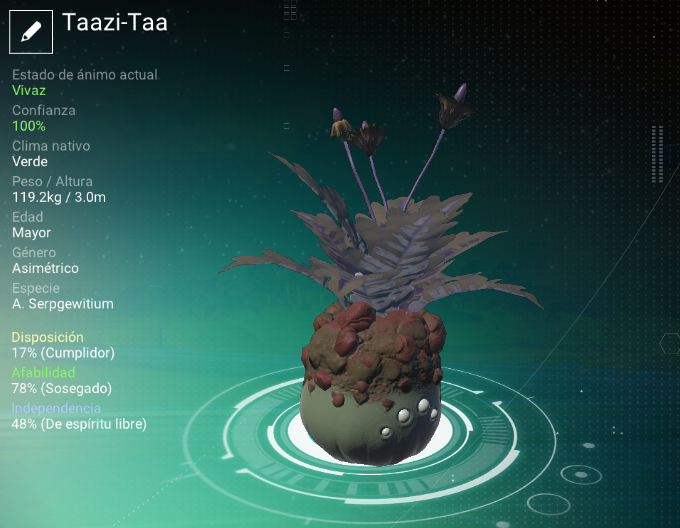 Taazi-Taa
Estado de ánimo actual
Vivaz
Confianza
100%
Clima nativo
Verde
Peso / Altura
119.2kg / 3.0m
Edad
Mayor
Género
Asimétrico
Especie
A. Serpgewitium
Disposición
17% (Cumplidor)
Afabilidad
78% (Sosegado)
Independencia
48% (De espíritu libre)